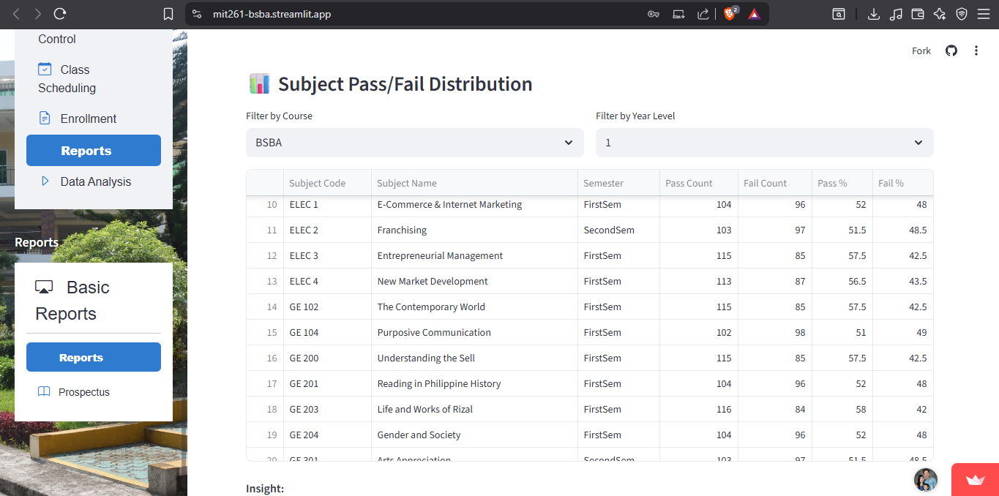 mit261-bsba.streamlit.app
2
Control
Class
Scheduling
Enrollment
Reports
Data Analysis
Reports
Basic
Reports
Reports
Prospectus
Fork
Subject Pass/Fail Distribution
Filter by Course
Filter by Year Level
BSBA
1
Subject Code Subject Name Semester Pass Count Fail Count Pass % Fail %
10 ELEC 1 E-Commerce & Internet Marketing FirstSem 104 96 52 48
11 ELEC 2 Franchising SecondSem 103 97 51.5 48.5
12 ELEC 3 Entrepreneurial Management FirstSem 115 85 57.5 42.5
13 ELEC 4 New Market Development FirstSem 113 87 56.5 43.5
14 GE 102 The Contemporary World FirstSem 115 85 57.5 42.5
15 GE 104 Purposive Communication FirstSem 102 98 51 49
16 GE 200 Understanding the Sell FirstSem 115 85 57.5 42.5
17 GE 201 Reading in Philippine History FirstSem 104 96 52 48
18 GE 203 Life and Works of Rizal FirstSem 116 84 58 42
19 GE 204 Gender and Society FirstSem 104 96 52 48
20 GE 301 Arts Appreciation SecondSem 103 97 51.5 48.5
Insight: